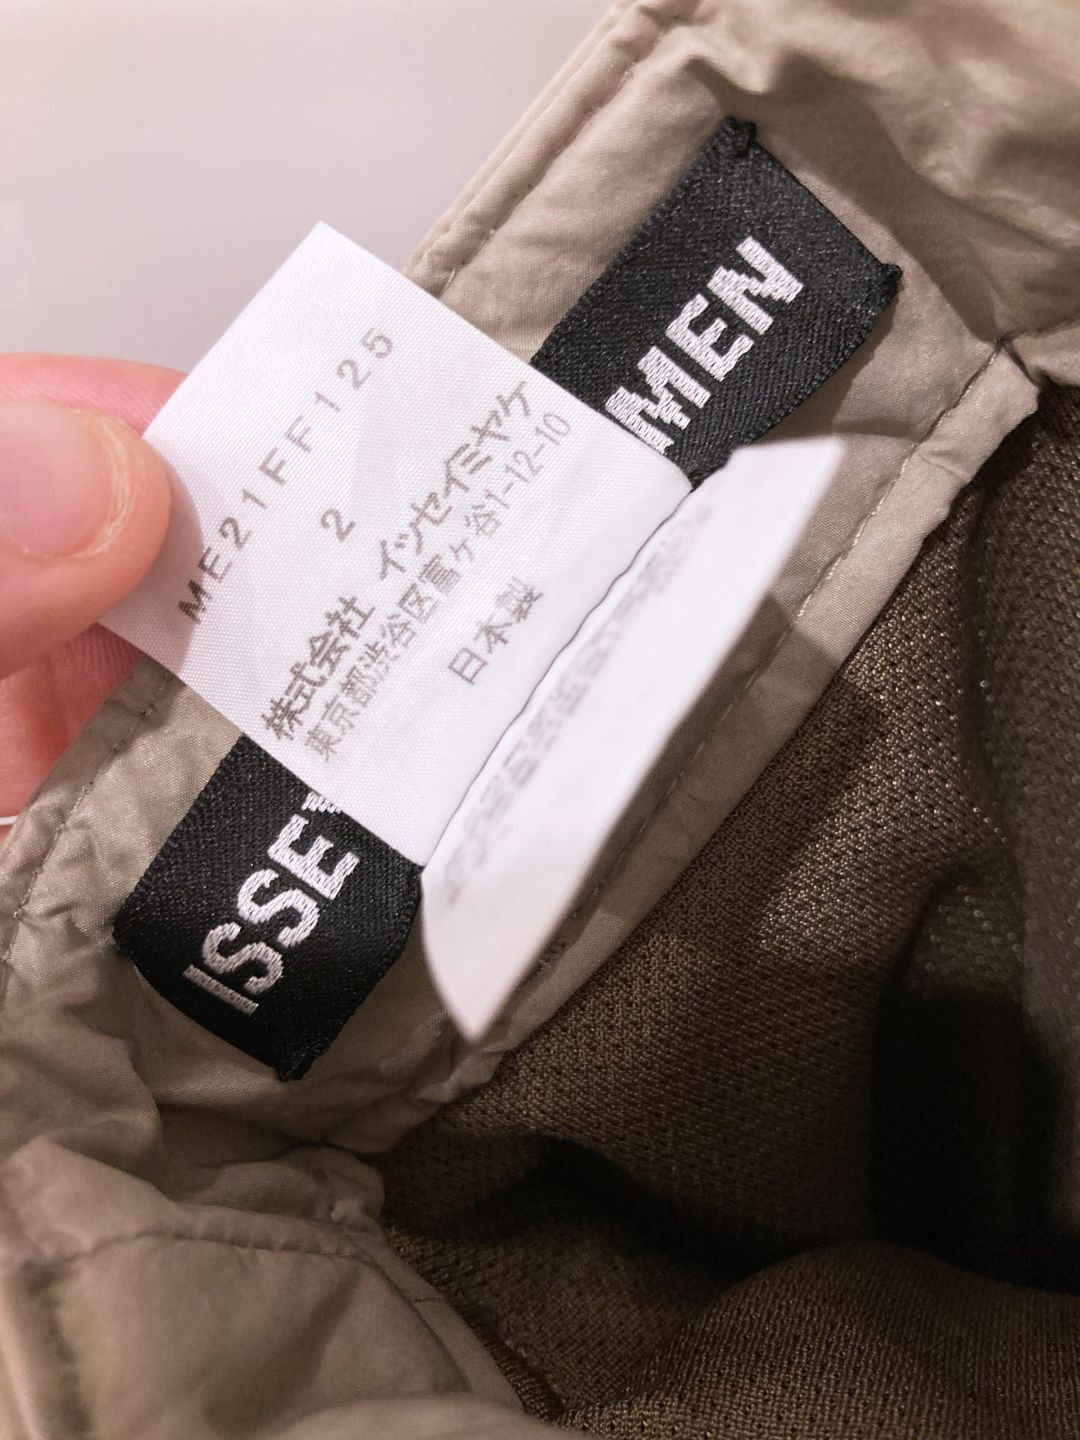 MEN
ISSE
ME21FF125
2
株式会社 イッセイミヤケ
東京都渋谷区富ヶ谷1-12-10
日本製